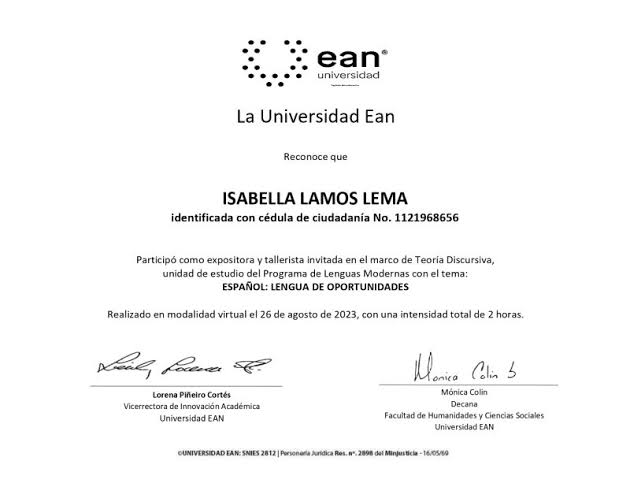 ean®
universidad
La Universidad Ean
Reconoce que
ISABELLA LAMOS LEMA
identificada con cédula de ciudadanía No. 1121968656
Participó como expositora y tallerista invitada en el marco de Teoría Discursiva,
unidad de estudio del Programa de Lenguas Modernas con el tema:
ESPAÑOL: LENGUA DE OPORTUNIDADES
Realizado en modalidad virtual el 26 de agosto de 2023, con una intensidad total de 2 horas.
Monica Colin S
Lorena Piñeiro Cortés
Vicerrectora de Innovación Académica
Universidad EAN
Mónica Colín
Decana
Facultad de Humanidades y Ciencias Sociales
Universidad EAN
©UNIVERSIDAD EAN: SNIES 2812 | Personería Jurídica Res. nº. 2898 del Minjusticia - 16/05/69